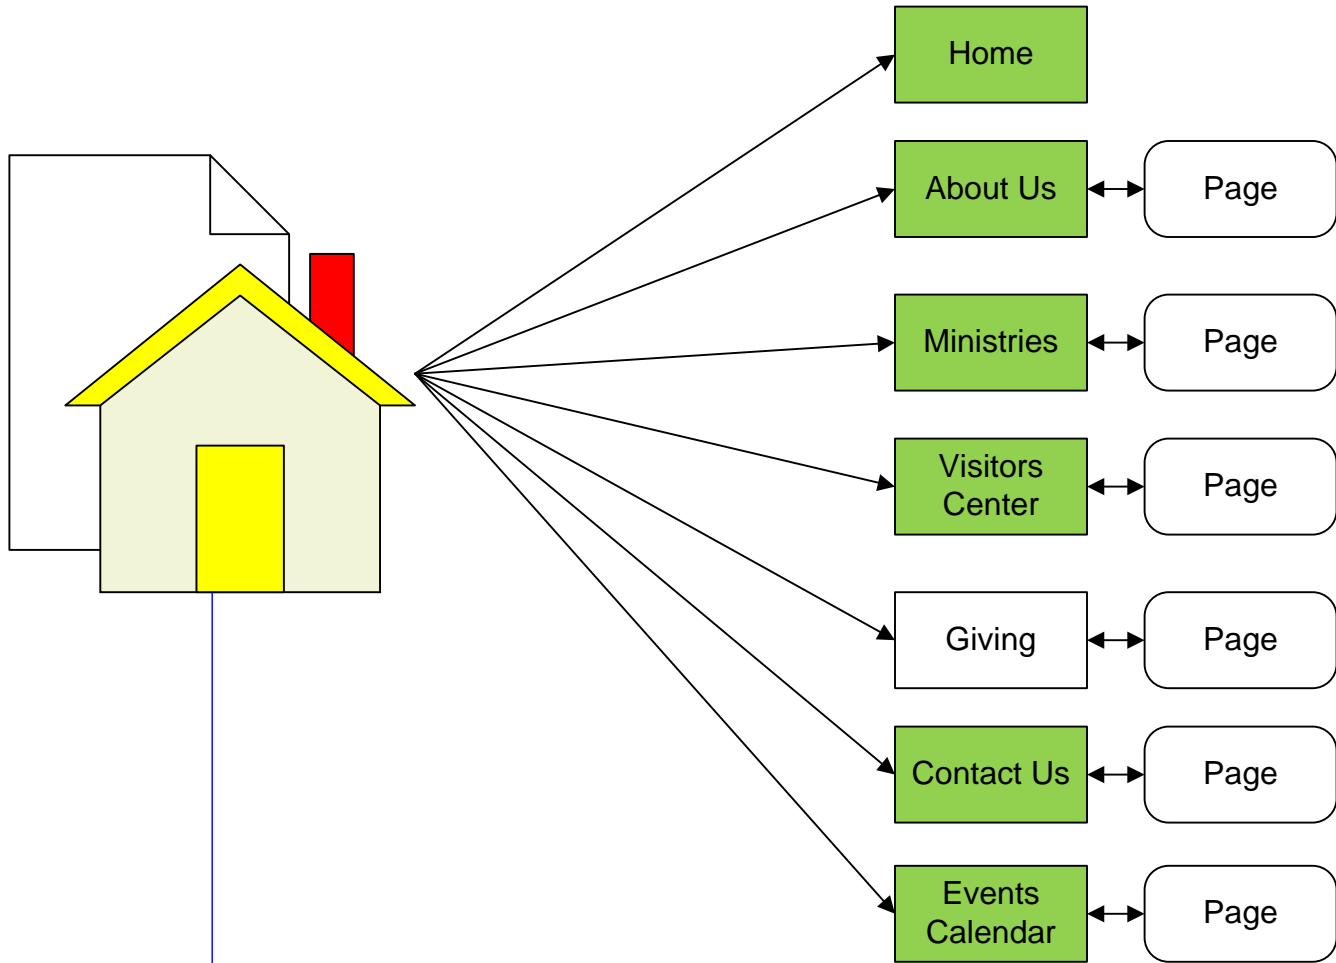 Home
About Us
Page
Ministries
Page
Visitors
Center
Page
Giving
Page
Contact Us
Page
Events
Calendar
Page